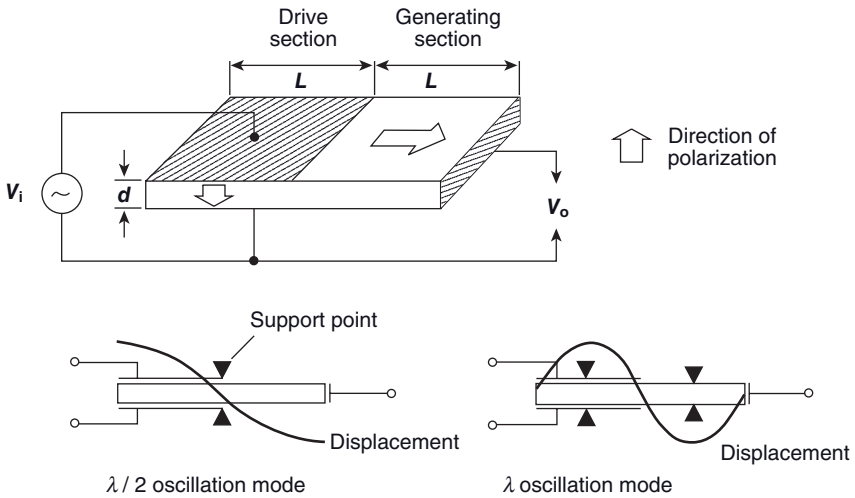 Drive
section
Generating
section
L
L
Direction of
polarization
V_i
d
V_o
Support point
Displacement
Displacement
λ / 2 oscillation mode
λ oscillation mode